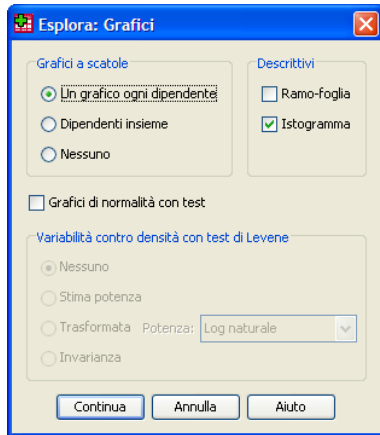 Esplora: Grafici
Grafici a scatole
Un grafico ogni dipendente
Dipendenti insieme
Nessuno
Descrittivi
Ramo-foglia
Istogramma
Grafici di normalità con test
Variabilità contro densità con test di Levene
Nessuno
Stima potenza
Trasformata Potenza: Log naturale
Invarianza
Continua Annulla Aiuto